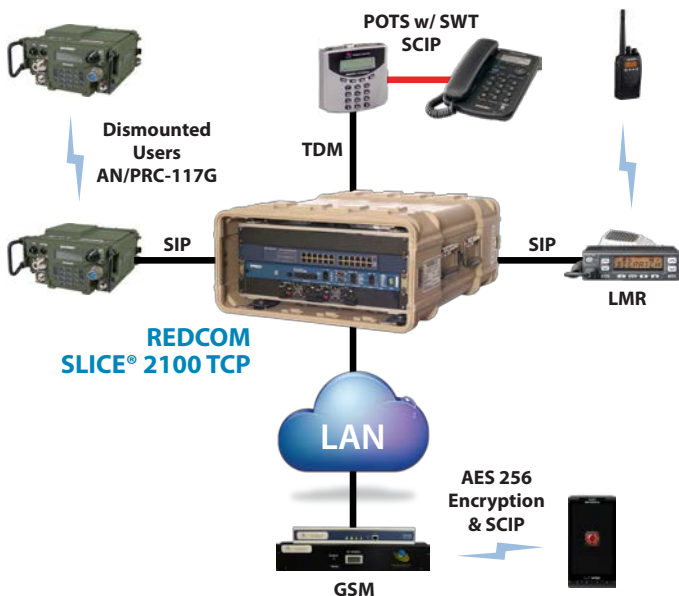 POTS w/ SWT
SCIP
Dismounted
Users
AN/PRC-117G
TDM
SIP
SIP
LMR
REDCOM
SLICE® 2100 TCP
LAN
AES 256
Encryption
& SCIP
GSM